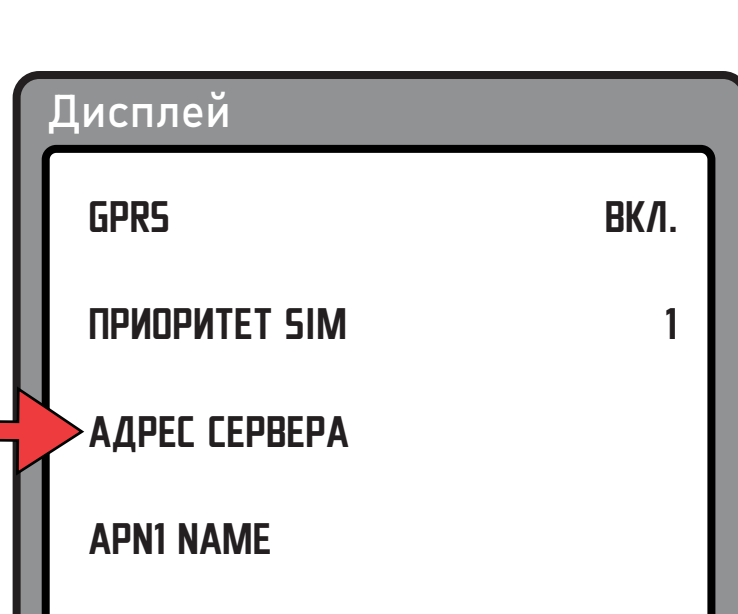 Дисплей
GPRS ВКЛ.
ПРИОРИТЕТ SIM 1
АДРЕС СЕРВЕРА
APN1 NAME